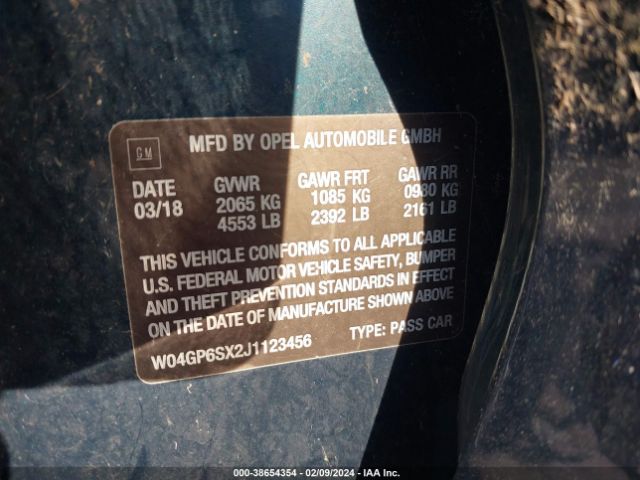 GM
MFD BY OPEL AUTOMOBILE GMBH
DATE GVWR GAWR FRT GAWR RR
03/18 2065 KG 1085 KG 0980 KG
4553 LB 2392 LB 2161 LB
THIS VEHICLE CONFORMS TO ALL APPLICABLE
U.S. FEDERAL MOTOR VEHICLE SAFETY, BUMPER
AND THEFT PREVENTION STANDARDS IN EFFECT
ON THE DATE OF MANUFACTURE SHOWN ABOVE
W04GP6SX2J1123456 TYPE: PASS CAR
000-38654354 - 02/09/2024 - IAA Inc.